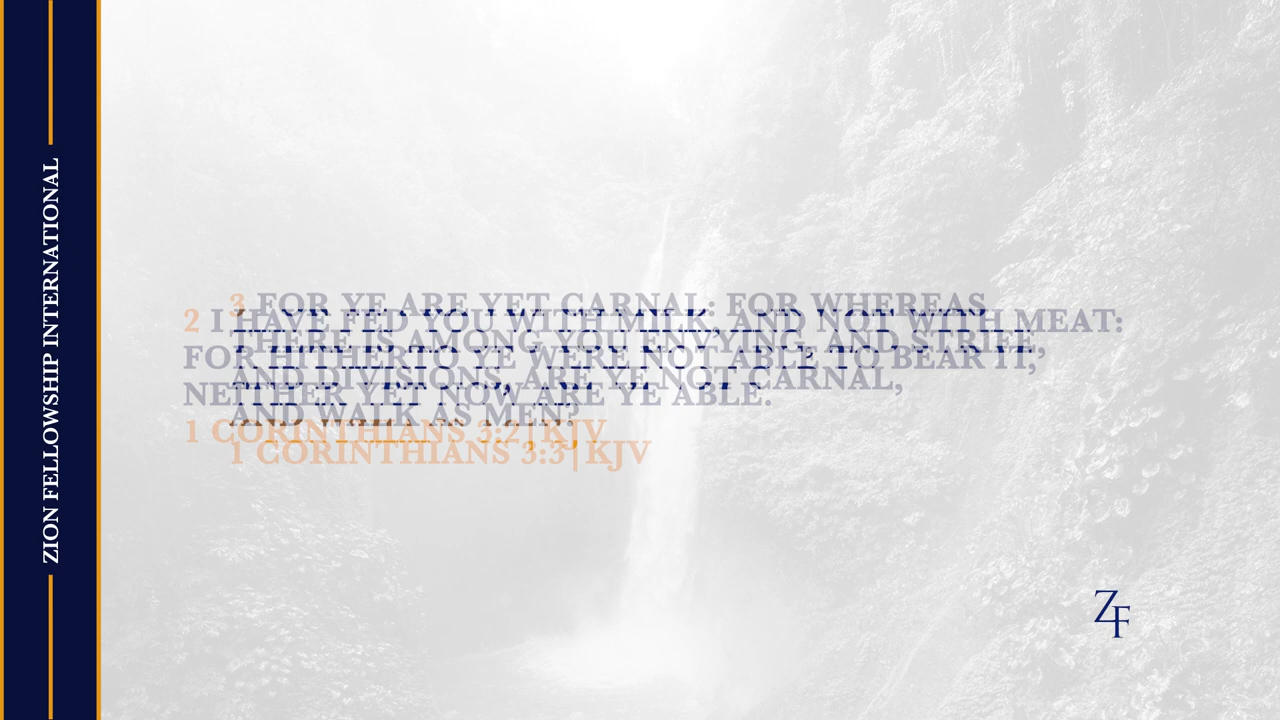 ZION FELLOWSHIP INTERNATIONAL
3 FOR YE ARE YET CARNAL: FOR WHEREAS
THERE IS AMONG YOU ENVYING, AND STRIFE,
AND DIVISIONS, ARE YE NOT CARNAL,
AND WALK AS MEN?
1 CORINTHIANS 3:3| KJV
2 I HAVE FED YOU WITH MILK, AND NOT WITH MEAT:
FOR HITHERTO YE WERE NOT ABLE TO BEAR IT,
NEITHER YET NOW ARE YE ABLE.
1 CORINTHIANS 3:2| KJV
ZF